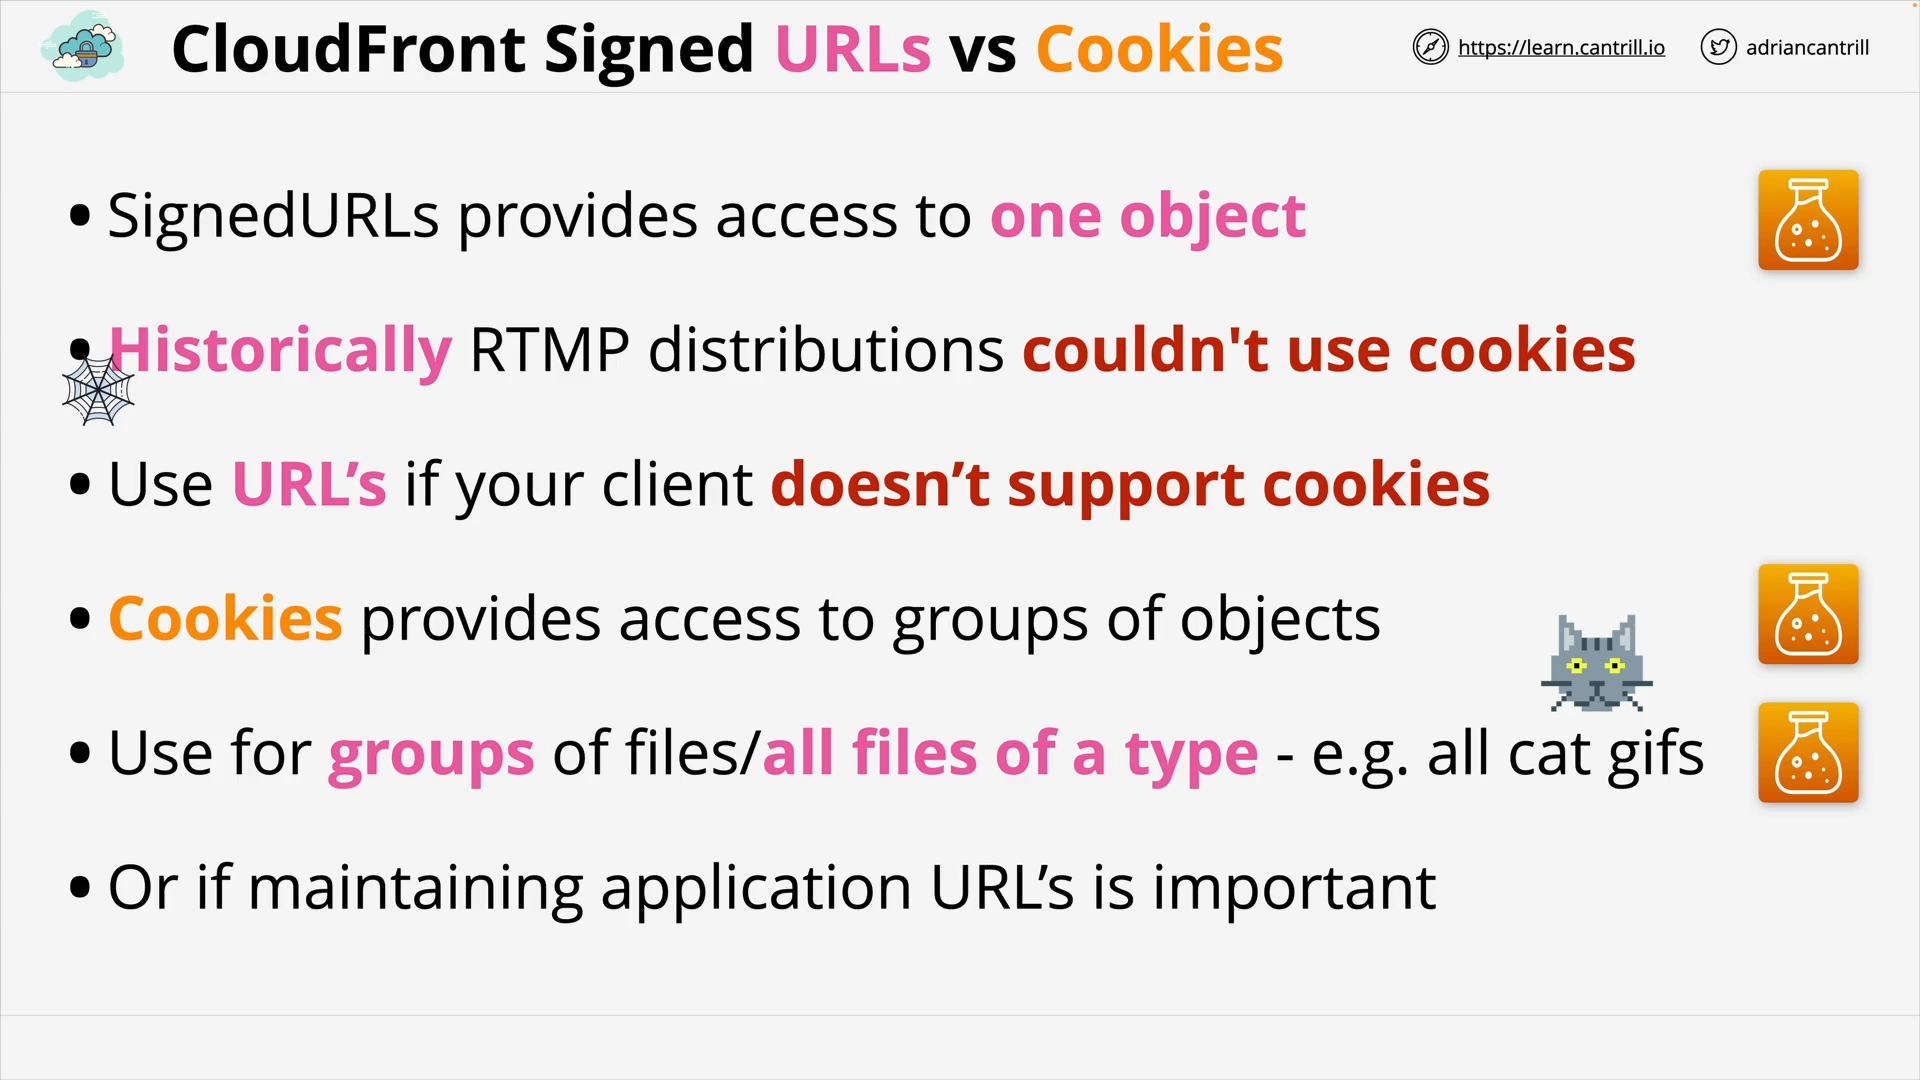 CloudFront Signed URLs vs Cookies
https://learn.cantrill.io
adriancantrill
• SignedURLs provides access to one object
• Historically RTMP distributions couldn't use cookies
• Use URL’s if your client doesn’t support cookies
• Cookies provides access to groups of objects
• Use for groups of files/all files of a type - e.g. all cat gifs
• Or if maintaining application URL’s is important